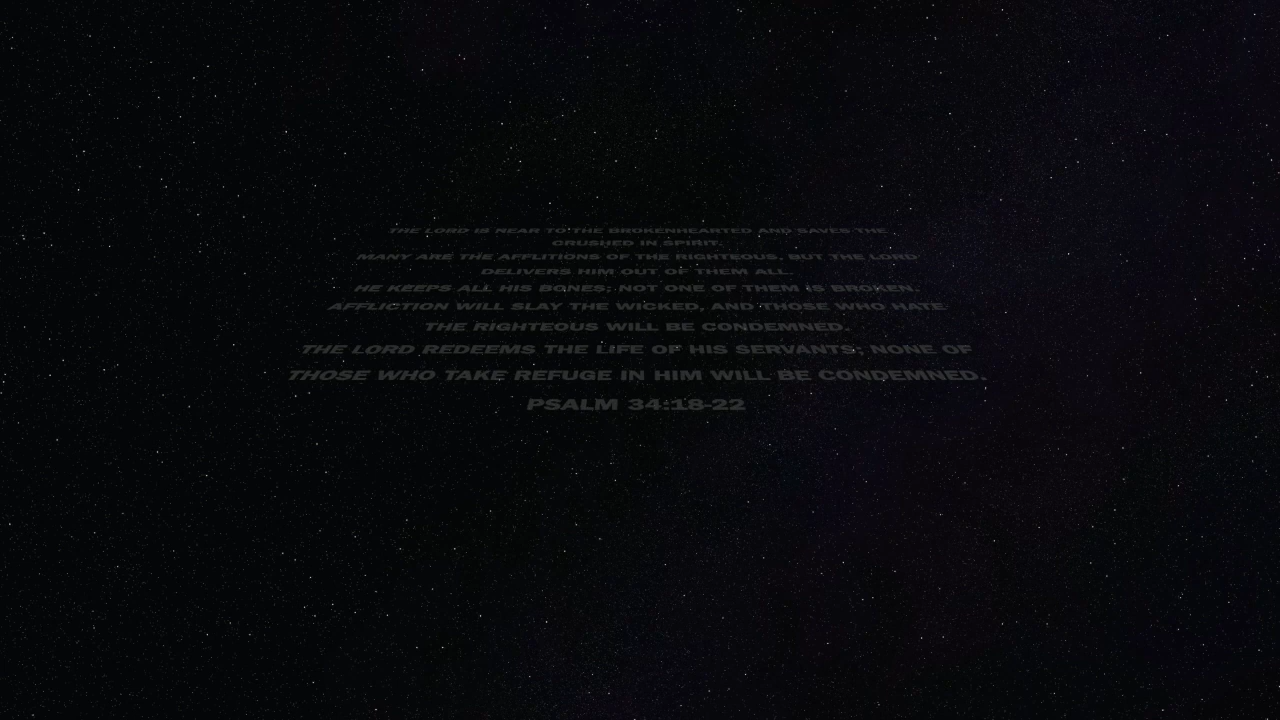 THE LORD IS NEAR TO THE BROKENHEARTED AND SAVES THE
CRUSHED IN SPIRIT.
MANY ARE THE AFFLITIONS OF THE RIGHTEOUS, BUT THE LORD
DELIVERS HIM OUT OF THEM ALL.
HE KEEPS ALL HIS BONES; NOT ONE OF THEM IS BROKEN.
AFFLICTION WILL SLAY THE WICKED, AND THOSE WHO HATE
THE RIGHTEOUS WILL BE CONDEMNED.
THE LORD REDEEMS THE LIFE OF HIS SERVANTS; NONE OF
THOSE WHO TAKE REFUGE IN HIM WILL BE CONDEMNED.
PSALM 34:18-22